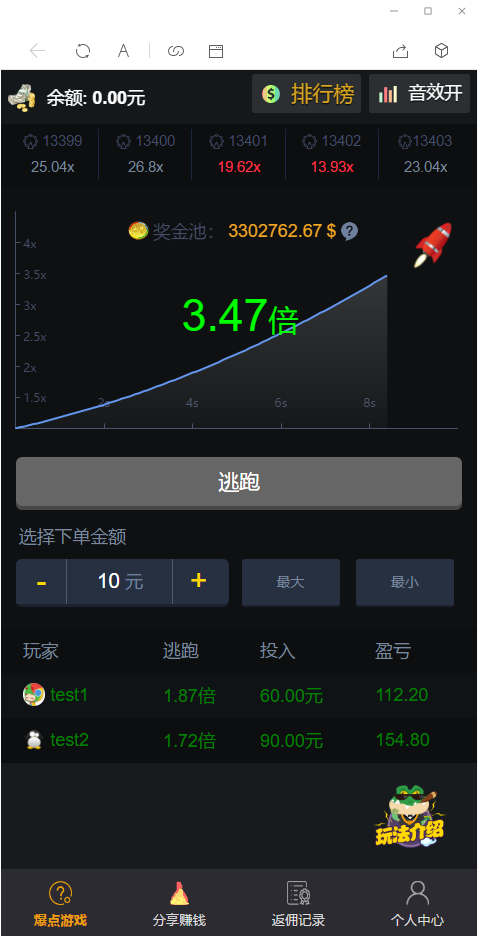 余额: 0.00元
排行榜
音效开
13399 13400 13401 13402 13403
25.04x 26.8x 19.62x 13.93x 23.04x
奖金池: 3302762.67 $ ?
4x
3.5x
3x
3.47倍
2.5x
2x
1.5x
2s 4s 6s 8s
逃跑
选择下单金额
- 10 元 + 最大 最小
玩家 逃跑 投入 盈亏
test1 1.87倍 60.00元 112.20
test2 1.72倍 90.00元 154.80
玩法介绍
爆点游戏 分享赚钱 返佣记录 个人中心